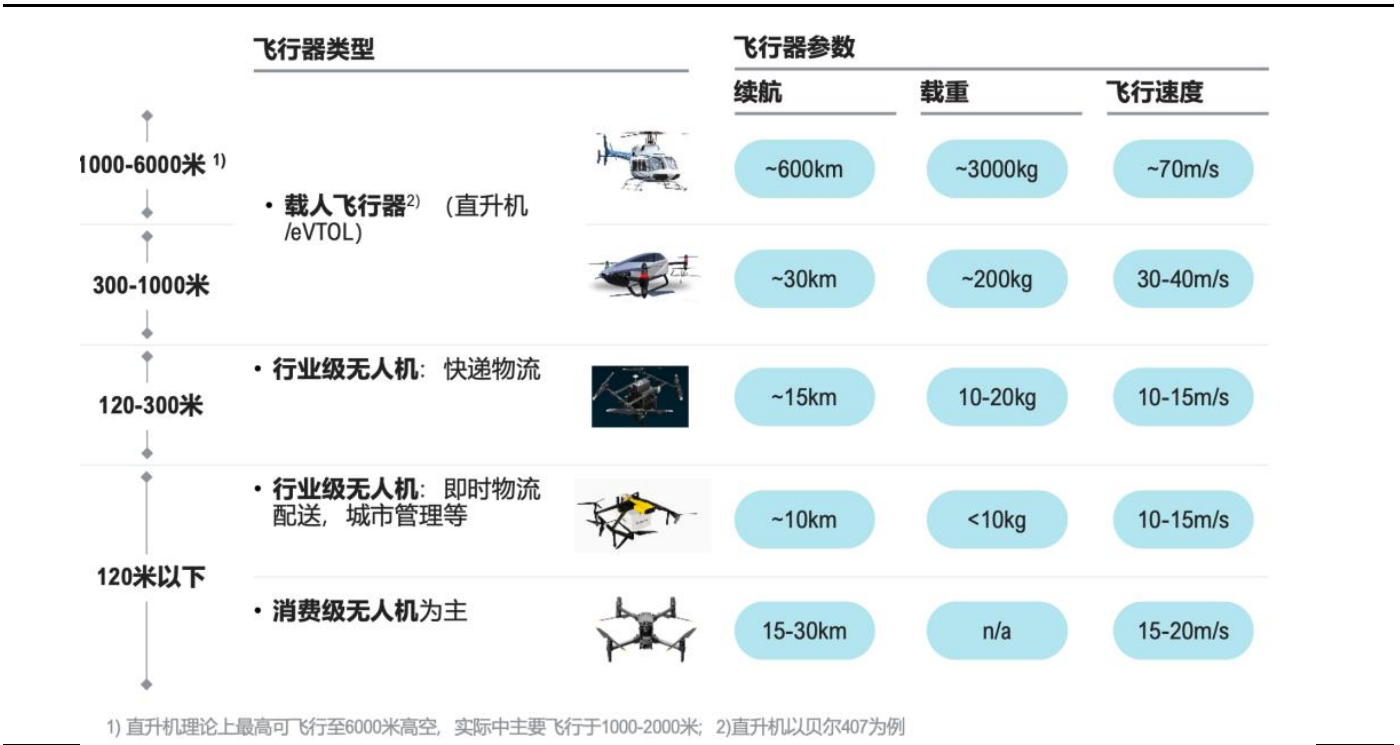 飞行器类型
飞行器参数
续航
载重
飞行速度
1000-6000米 1)
• 载人飞行器2) （直升机
/eVTOL）
~600km
~3000kg
~70m/s
300-1000米
~30km
~200kg
30-40m/s
120-300米
• 行业级无人机：快递物流
~15km
10-20kg
10-15m/s
120米以下
• 行业级无人机：即时物流
配送，城市管理等
~10km
<10kg
10-15m/s
• 消费级无人机为主
15-30km
n/a
15-20m/s
1) 直升机理论上最高可飞行至6000米高空，实际中主要飞行于1000-2000米；2)直升机以贝尔407为例